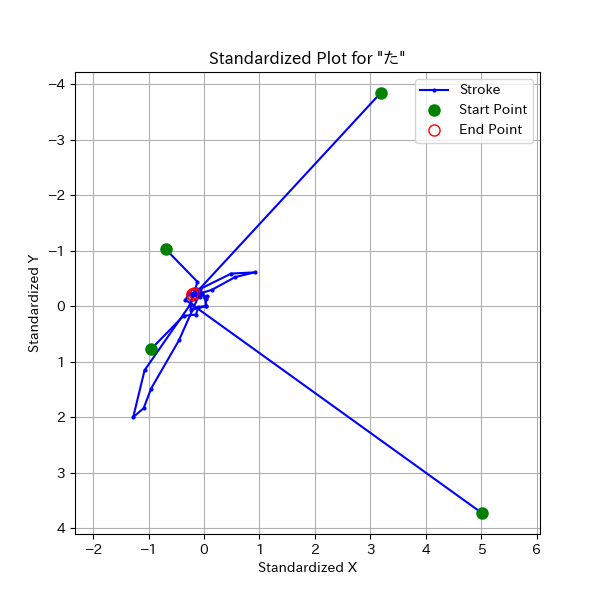 Standardized Plot for "た"
Stroke
Start Point
End Point
−4
−3
−2
−1
0
1
2
3
4
Standardized Y
−2 −1 0 1 2 3 4 5 6
Standardized X